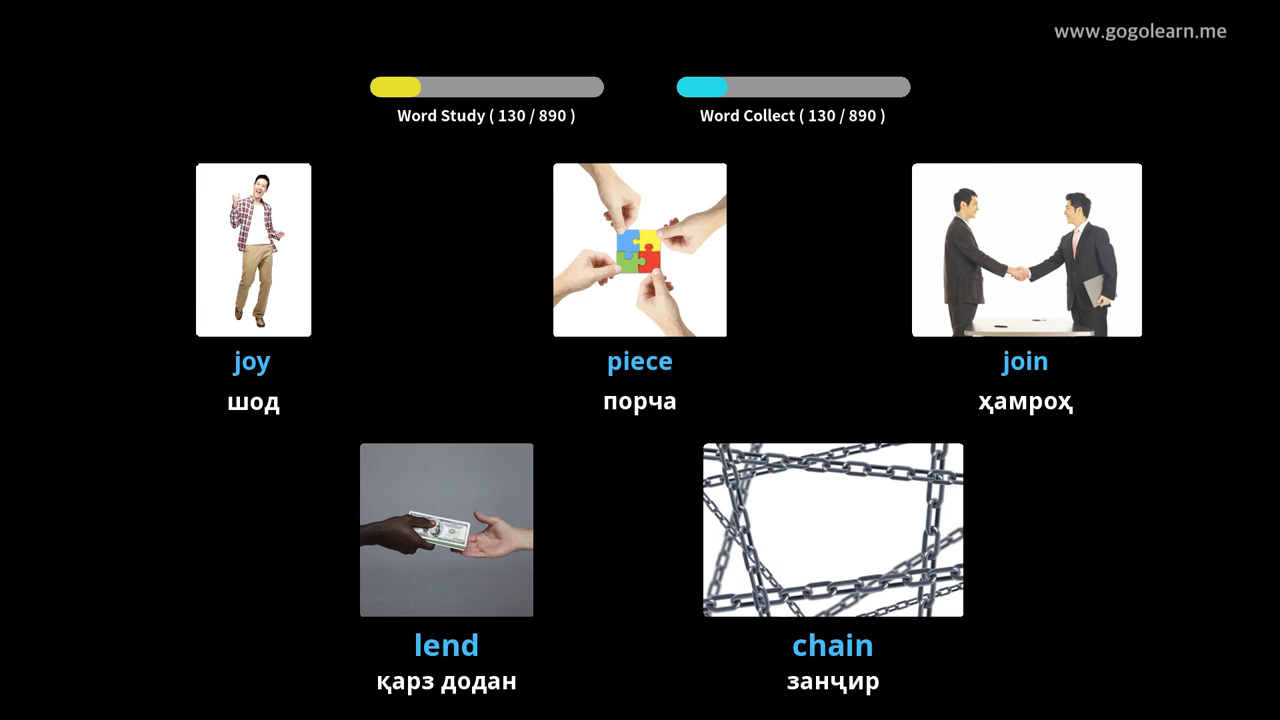 www.gogolearn.me
Word Study ( 130 / 890 )
Word Collect ( 130 / 890 )
joy
шод
piece
порча
join
ҳамроҳ
lend
қарз додан
chain
занҷир